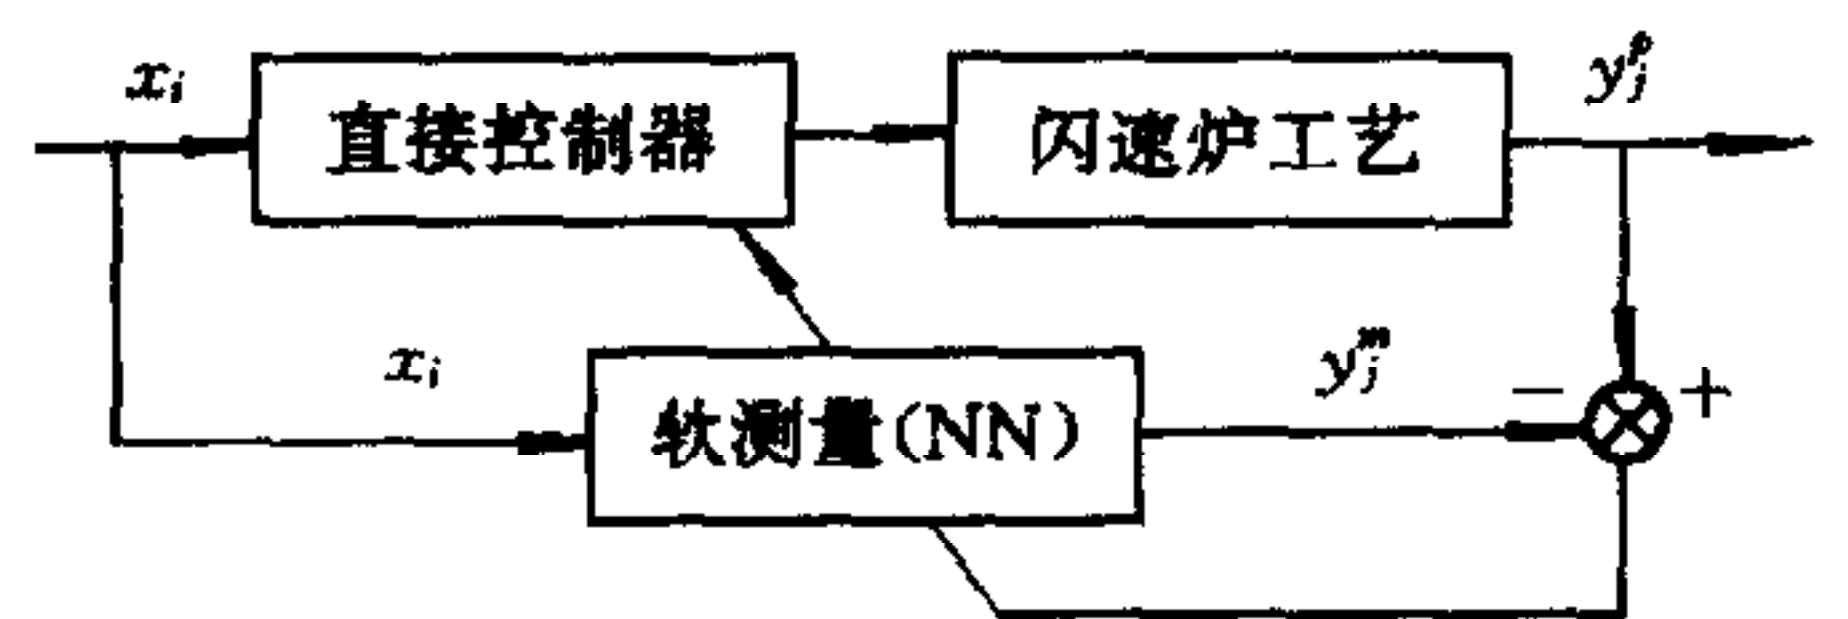 x_i 直接控制器 闪速炉工艺 y_j^p
x_i 软测量(NN) y_j^m − +